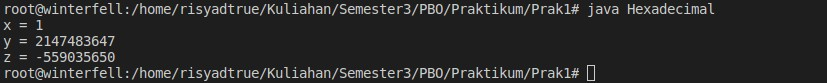 root@winterfell:/home/risyadtrue/Kuliahan/Semester3/PBO/Praktikum/Prak1# java Hexadecimal
x = 1
y = 2147483647
z = -559035650
root@winterfell:/home/risyadtrue/Kuliahan/Semester3/PBO/Praktikum/Prak1#